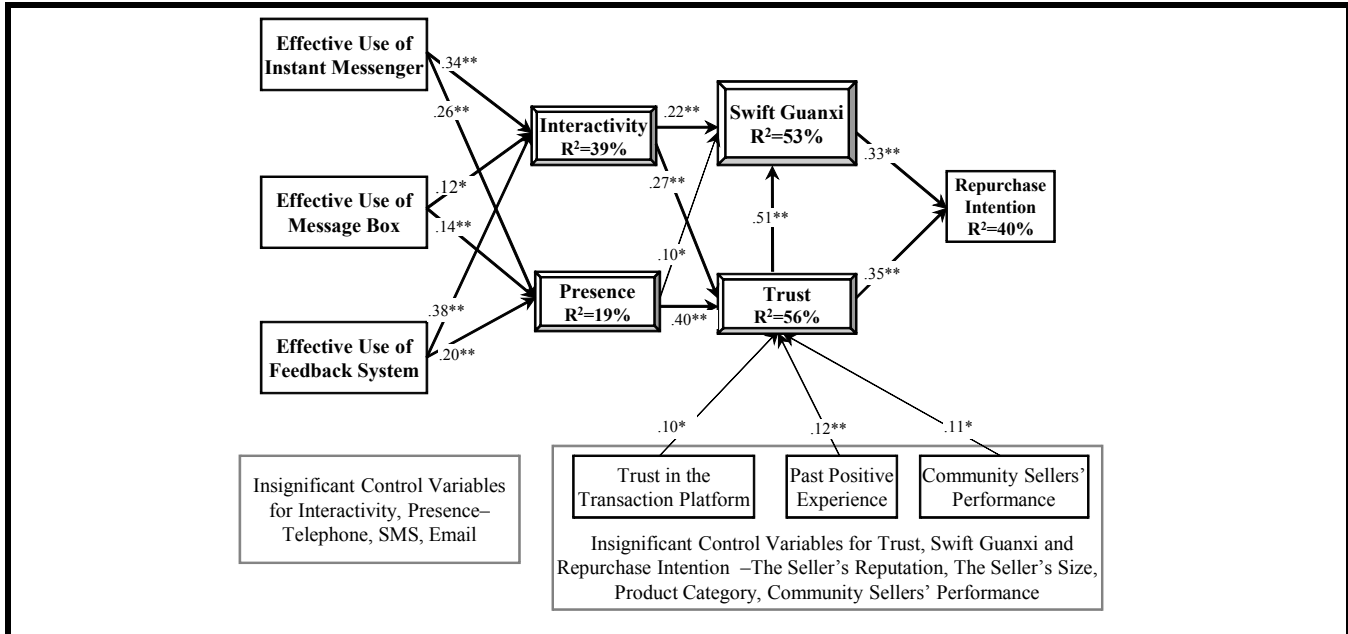 Effective Use of
Instant Messenger
.34**
.26**
Interactivity
R²=39%
.22**
Swift Guanxi
R²=53%
.33**
.27**
Effective Use of
Message Box
.12*
.14**
.51**
Repurchase
Intention
R²=40%
.10*
.35**
Presence
R²=19%
.40**
Trust
R²=56%
Effective Use of
Feedback System
.38**
.20**
.10*
.12**
.11*
Trust in the
Transaction Platform
Past Positive
Experience
Community Sellers'
Performance
Insignificant Control Variables
for Interactivity, Presence–
Telephone, SMS, Email
Insignificant Control Variables for Trust, Swift Guanxi and
Repurchase Intention –The Seller's Reputation, The Seller's Size,
Product Category, Community Sellers' Performance